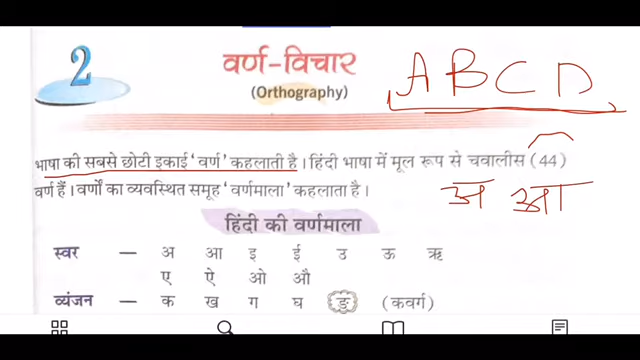 2
वर्ण-विचार
(Orthography)
A B C D
भाषा की सबसे छोटी इकाई ‘वर्ण’ कहलाती है। हिंदी भाषा में मूल रूप से चवालीस (44)
वर्ण हैं। वर्णों का व्यवस्थित समूह ‘वर्णमाला’ कहलाता है।
अ आ
हिंदी की वर्णमाला
स्वर — अ आ इ ई उ ऊ ऋ
ए ऐ ओ औ
व्यंजन — क ख ग घ ङ (कवर्ग)